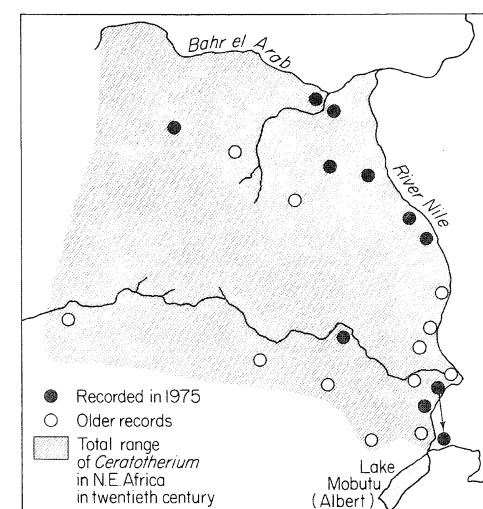 Bahr el Arab
River Nile
Recorded in 1975
Older records
Total range
of Ceratotherium
in N.E. Africa
in twentieth century
Lake
Mobutu
(Albert)